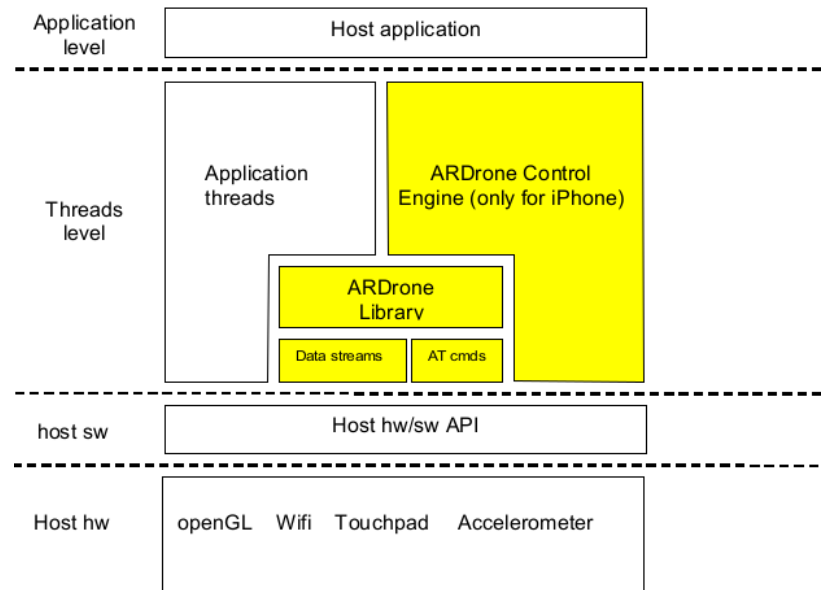 Application
level
Host application
Threads
level
Application
threads
ARDrone Control
Engine (only for iPhone)
ARDrone
Library
Data streams
AT cmds
host sw
Host hw/sw API
Host hw
openGL Wifi Touchpad Accelerometer